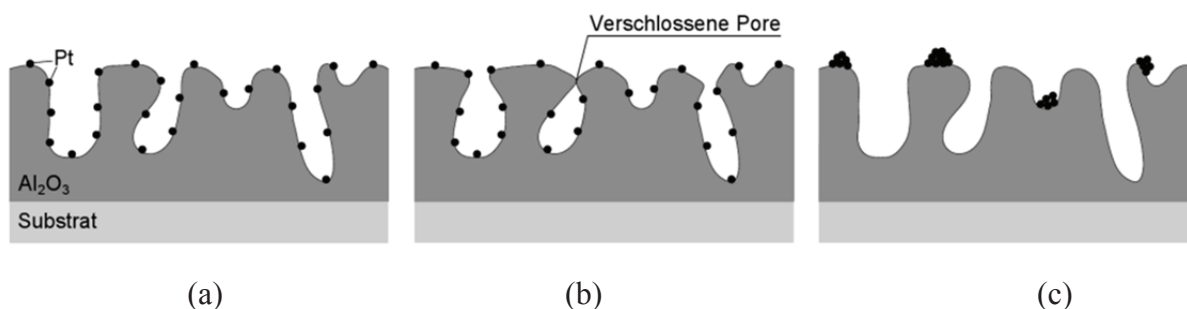 Verschlossene Pore
Pt
Al₂O₃
Substrat
(a)
(b)
(c)